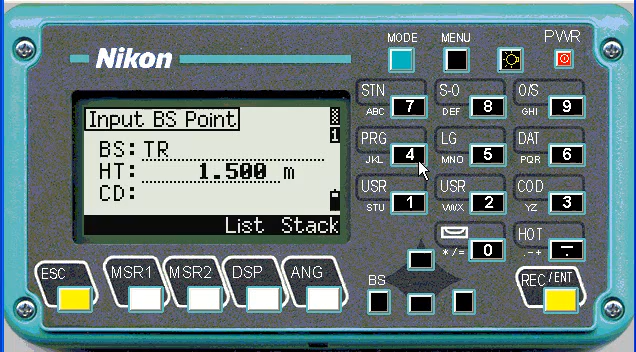 MODE MENU PWR
Nikon
STN S-O O/S
ABC 7 DEF 8 GHI 9
Input BS Point
1
BS: TR
HT: 1.500 m
CD:
List Stack
PRG LG DAT
JKL 4 MNO 5 PQR 6
USR USR COD
STU 1 VWX 2 YZ 3
HOT
*/= 0 .-+ -.
ESC MSR1 MSR2 DSP ANG
BS
REC/ENT